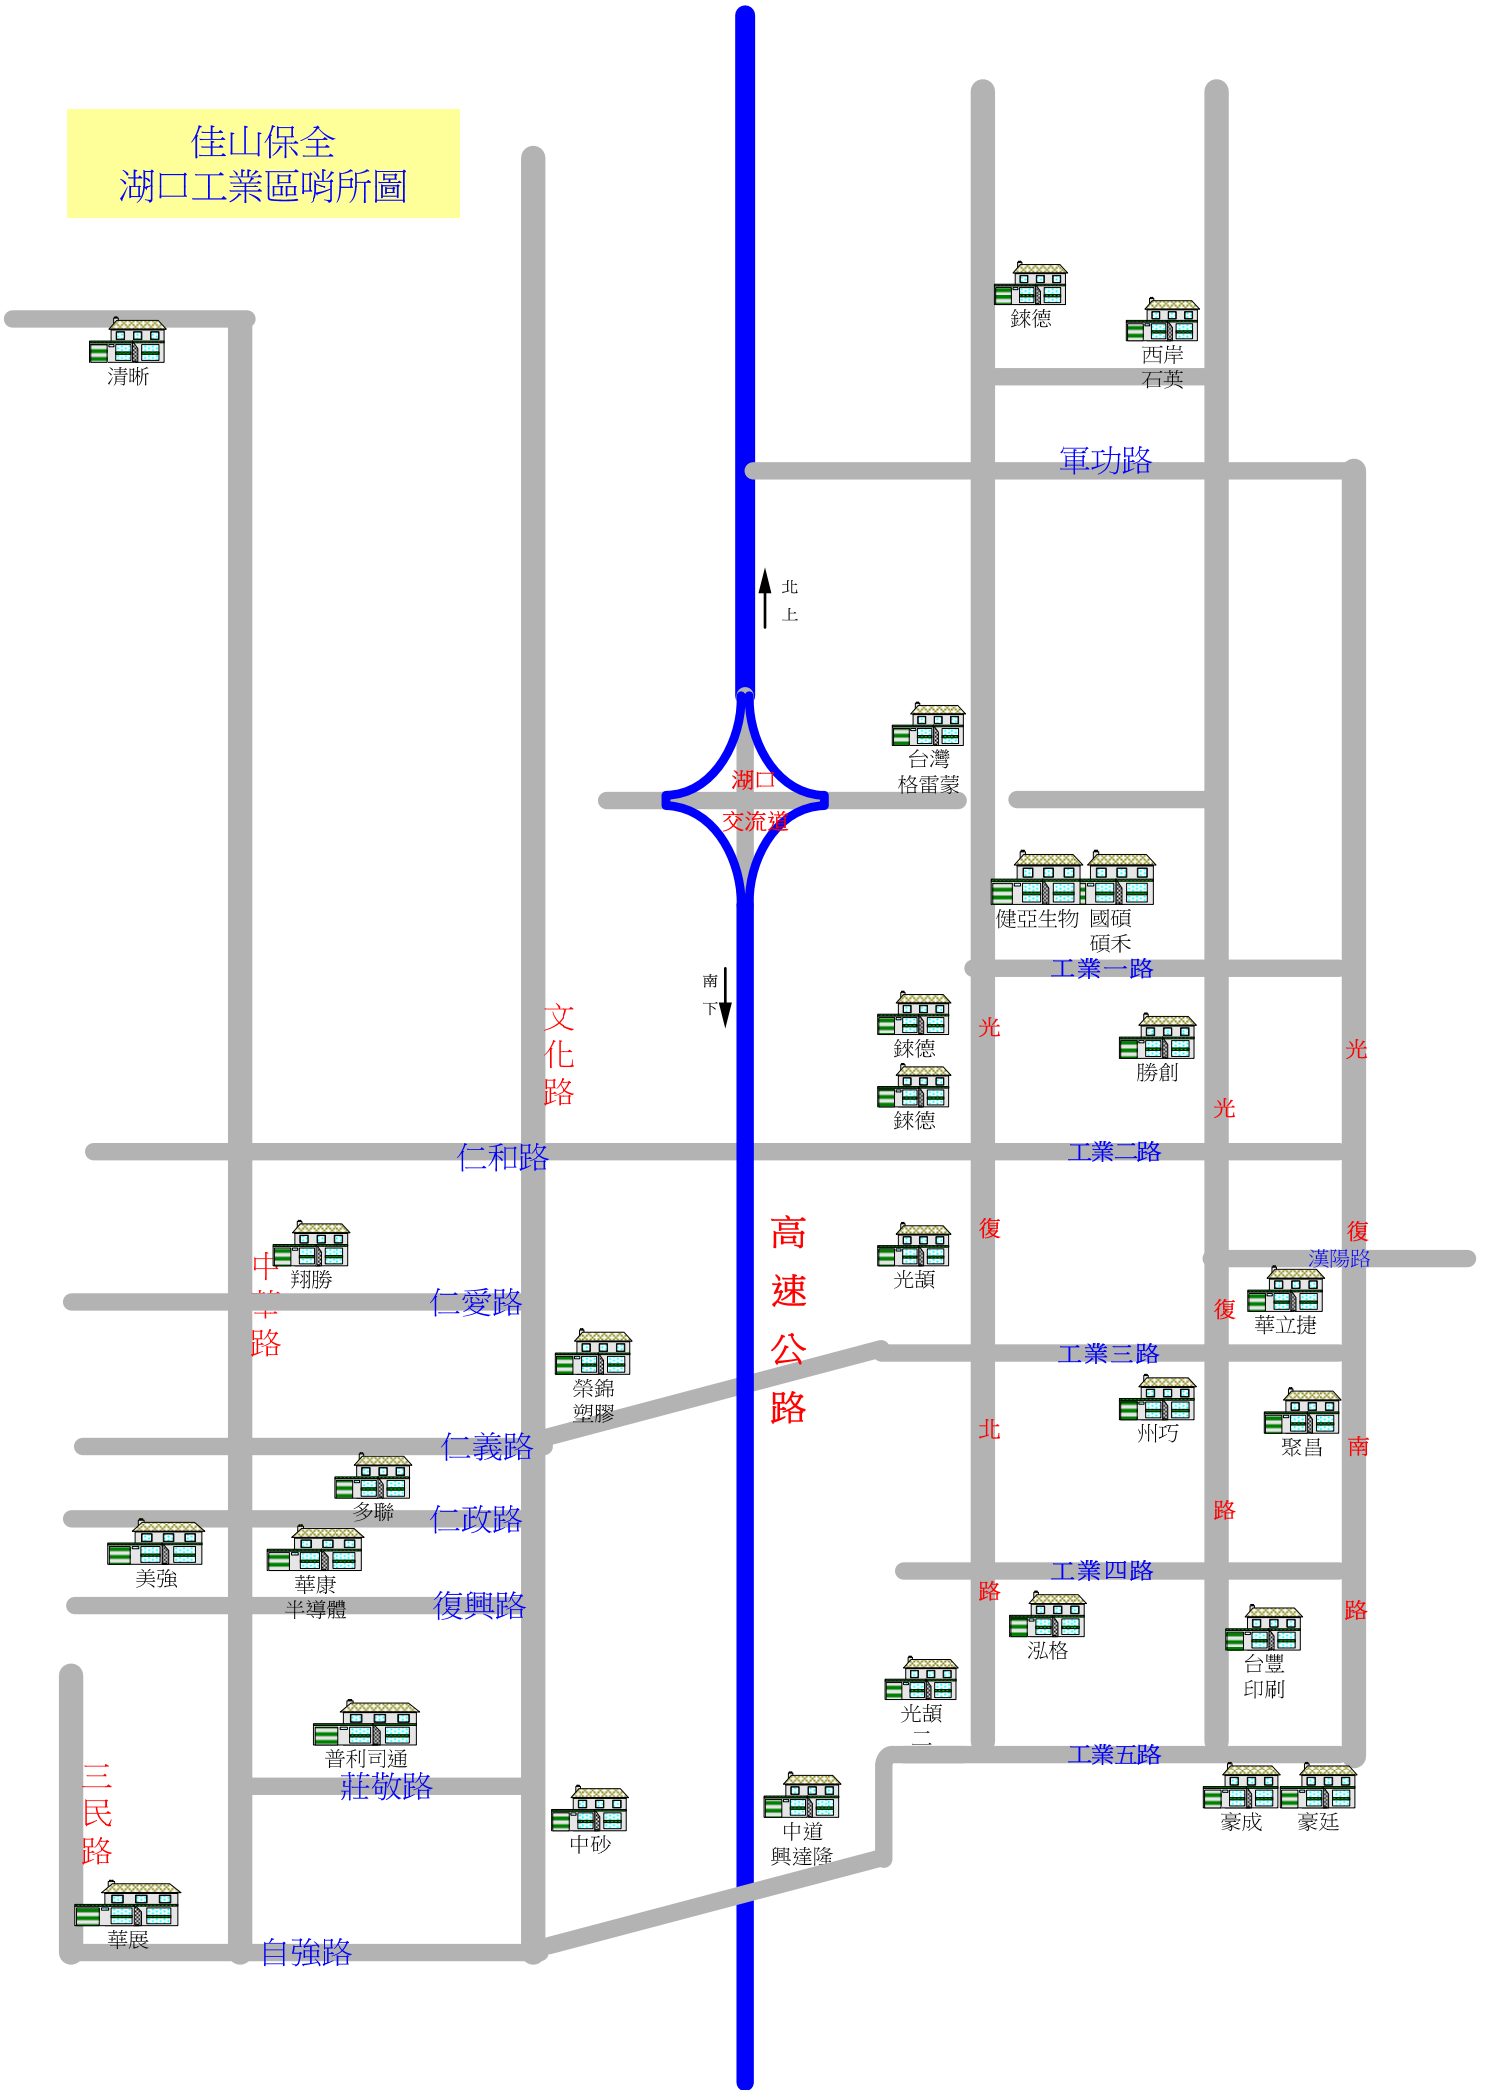 佳山保全
湖口工業區哨所圖
錸德
西岸
石英
清晰
軍功路
北
上
台灣
格雷蒙
湖口
交流道
健亞生物
國碩
碩禾
工業一路
南
下
文
化
路
錸德
錸德
勝創
光
復
北
路
光
復
路
光
復
南
路
仁和路
工業二路
高
速
公
路
翔勝
中
華
路
光頡
漢陽路
華立捷
仁愛路
榮錦
塑膠
工業三路
州巧
聚昌
仁義路
多聯
仁政路
美強
華康
半導體
復興路
工業四路
泓格
台豐
印刷
光頡
二
普利司通
莊敬路
工業五路
三
民
路
中砂
中道
興達隆
豪成
豪廷
華展
自強路